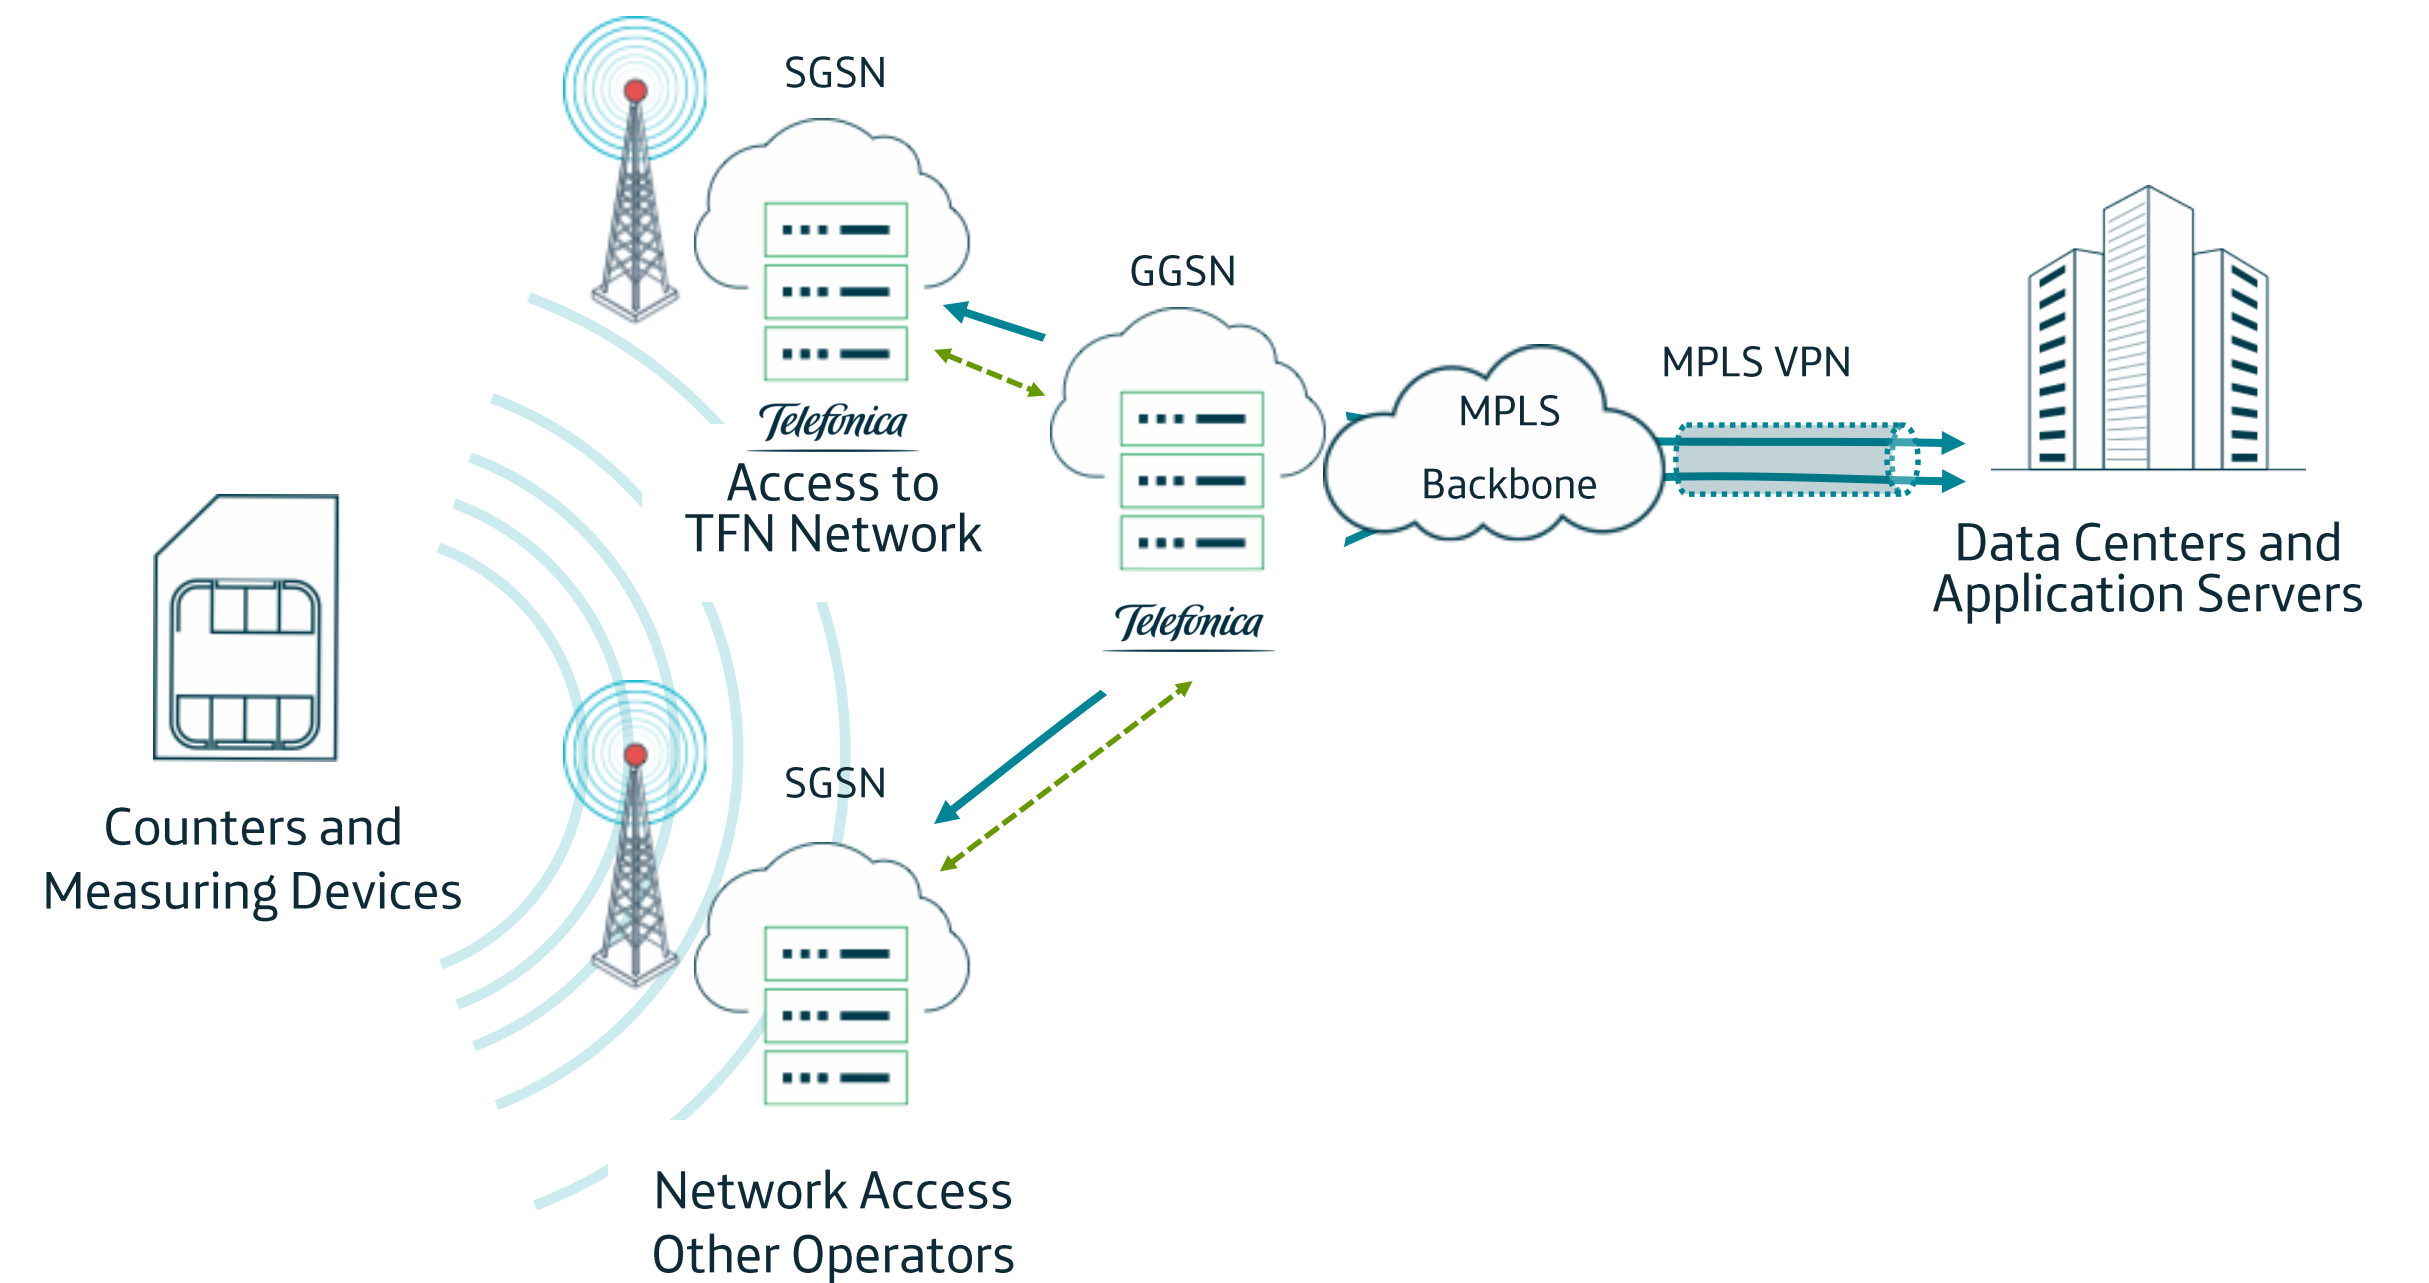 SGSN
Telefónica
Access to
TFN Network
GGSN
Telefónica
MPLS
Backbone
MPLS VPN
Data Centers and
Application Servers
Counters and
Measuring Devices
SGSN
Network Access
Other Operators